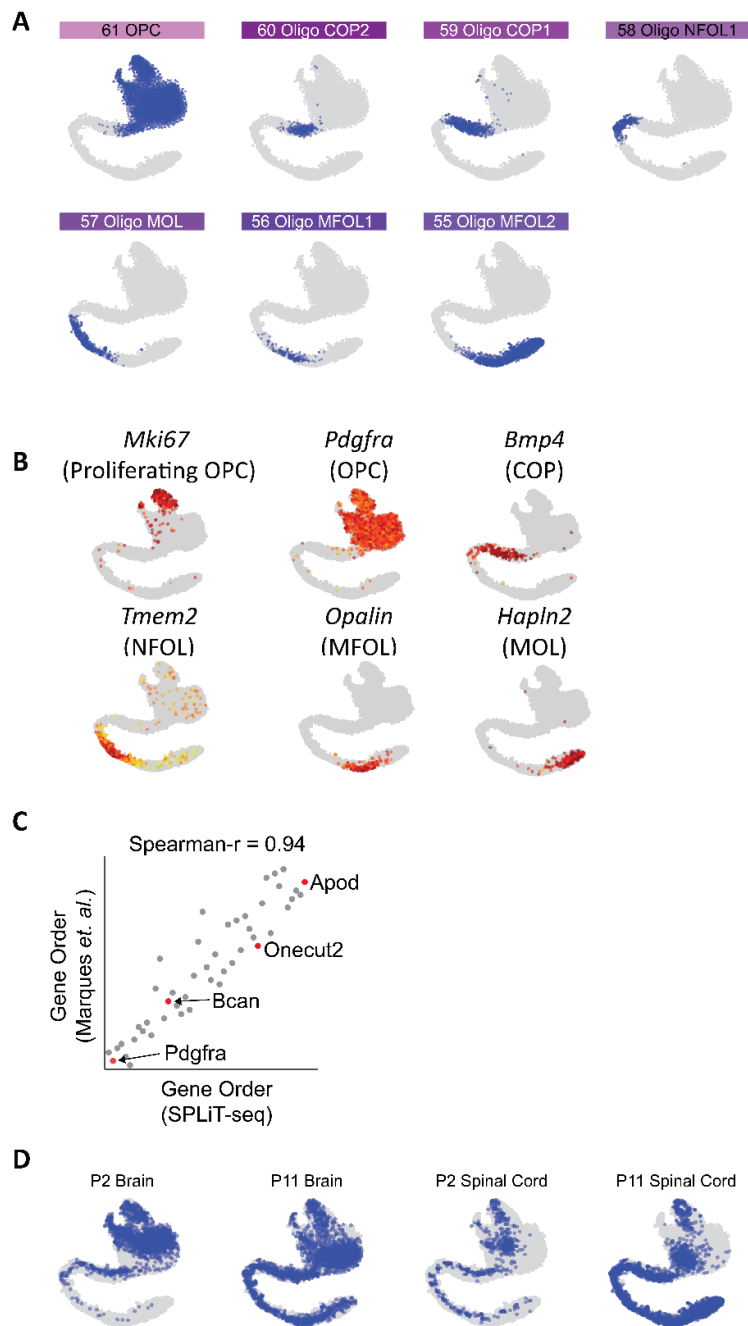 A
61 OPC
60 Oligo COP2
59 Oligo COP1
58 Oligo NFOL1
57 Oligo MOL
56 Oligo MFOL1
55 Oligo MFOL2
B
Mki67
(Proliferating OPC)
Pdgfra
(OPC)
Bmp4
(COP)
Tmem2
(NFOL)
Opalin
(MFOL)
Hapln2
(MOL)
C
Spearman-r = 0.94
Gene Order
(Marques et. al.)
Apod
Onecut2
Bcan
Pdgfra
Gene Order
(SPLiT-seq)
D
P2 Brain
P11 Brain
P2 Spinal Cord
P11 Spinal Cord